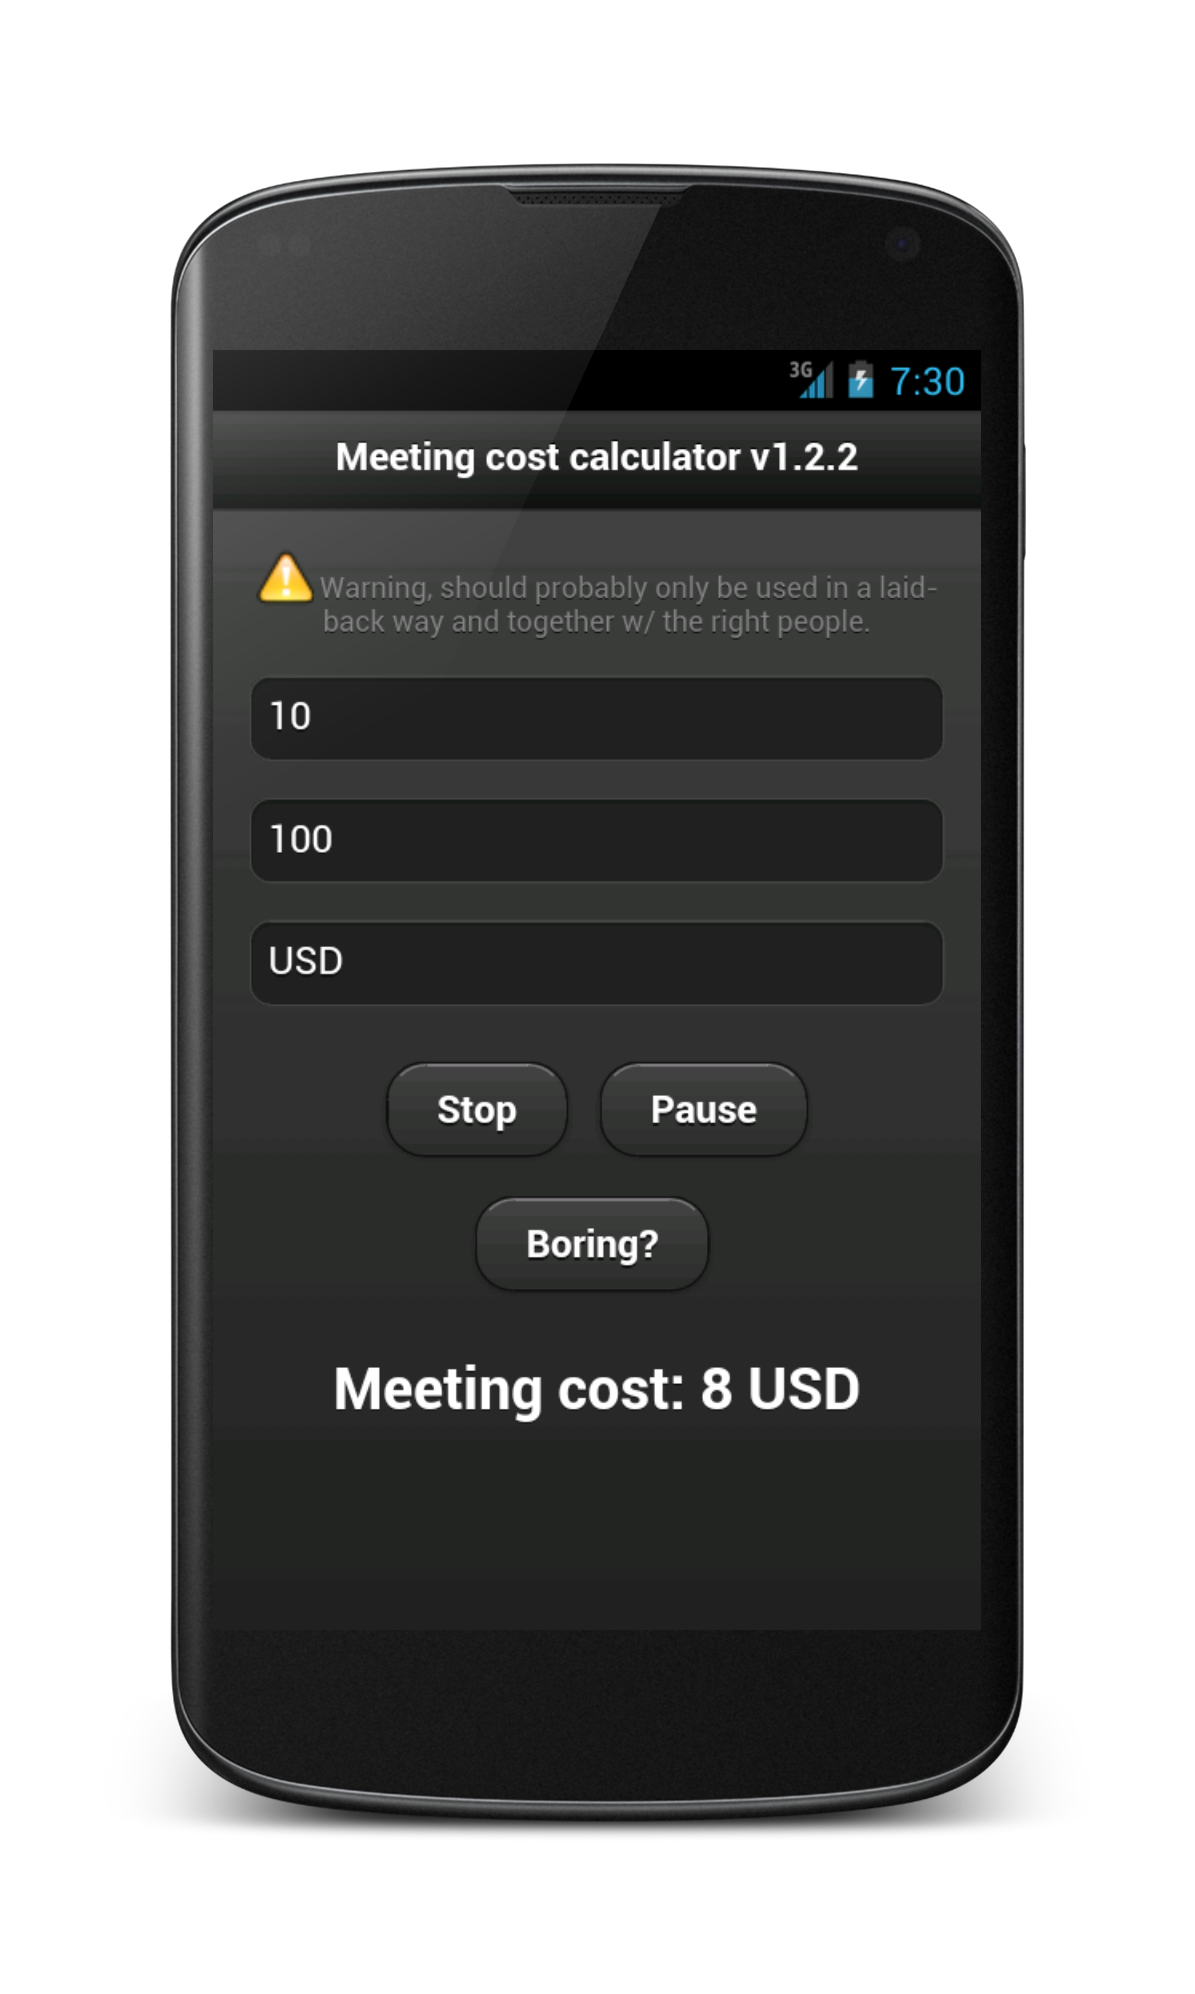 3G 7:30
Meeting cost calculator v1.2.2
Warning, should probably only be used in a laid-
back way and together w/ the right people.
10
100
USD
Stop Pause
Boring?
Meeting cost: 8 USD